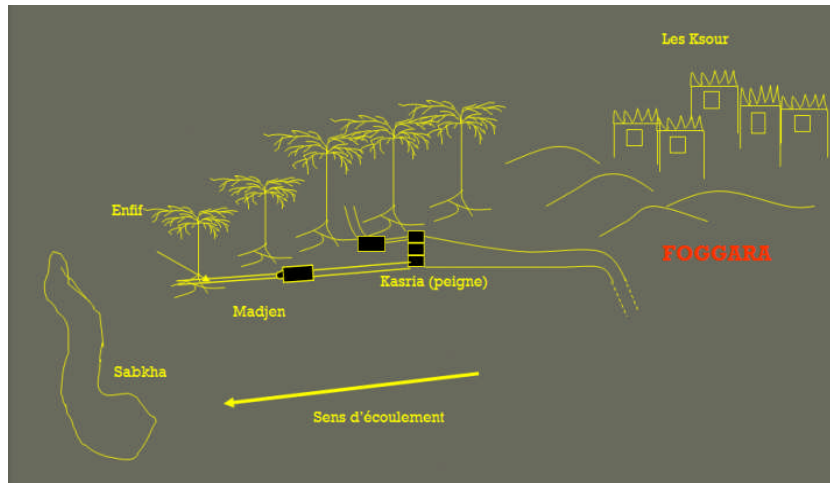 Les Ksour
Enfif
FOGGARA
Kasria (peigne)
Madjen
Sabkha
Sens d'écoulement